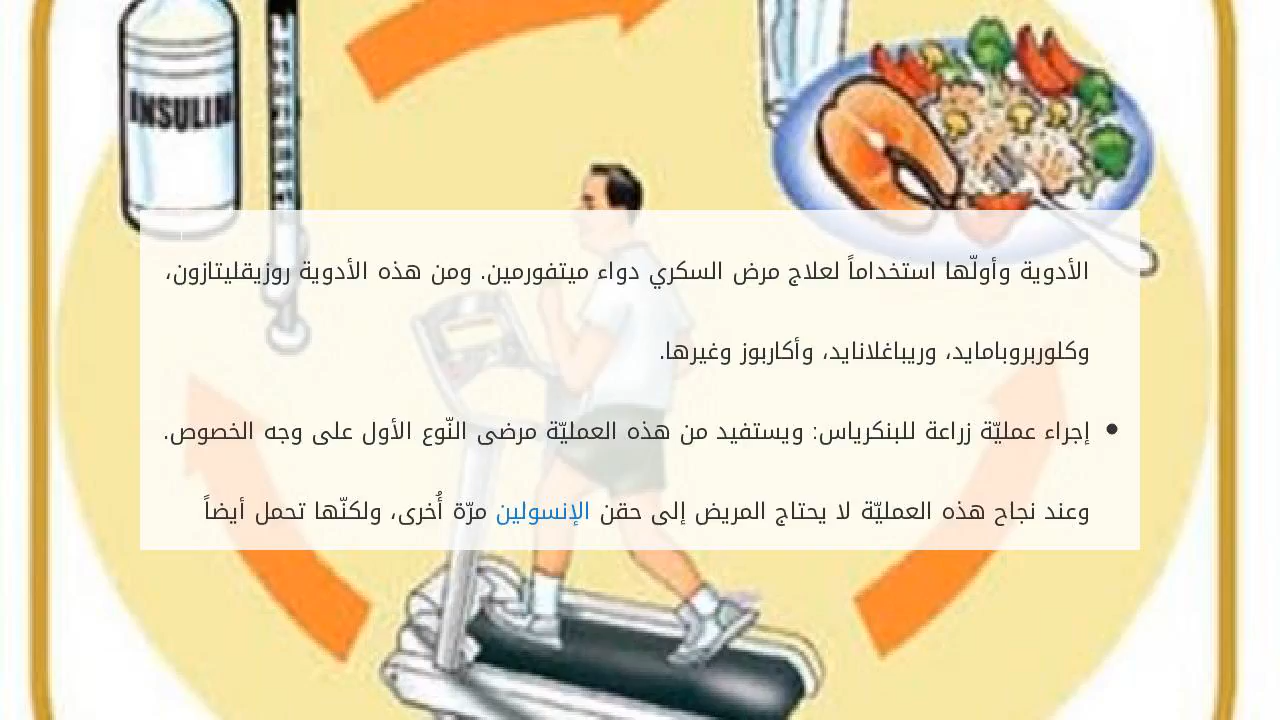 INSULIN
الأدوية وأولّها استخداماً لعلاج مرض السكري دواء ميتفورمين. ومن هذه الأدوية روزيقليتازون،
وكلوربروبامايد، وريباغلانايد، وأكاربوز وغيرها.
• إجراء عمليّة زراعة للبنكرياس: ويستفيد من هذه العمليّة مرضى النّوع الأول على وجه الخصوص.
وعند نجاح هذه العمليّة لا يحتاج المريض إلى حقن الإنسولين مرّة أُخرى، ولكنّها تحمل أيضاً